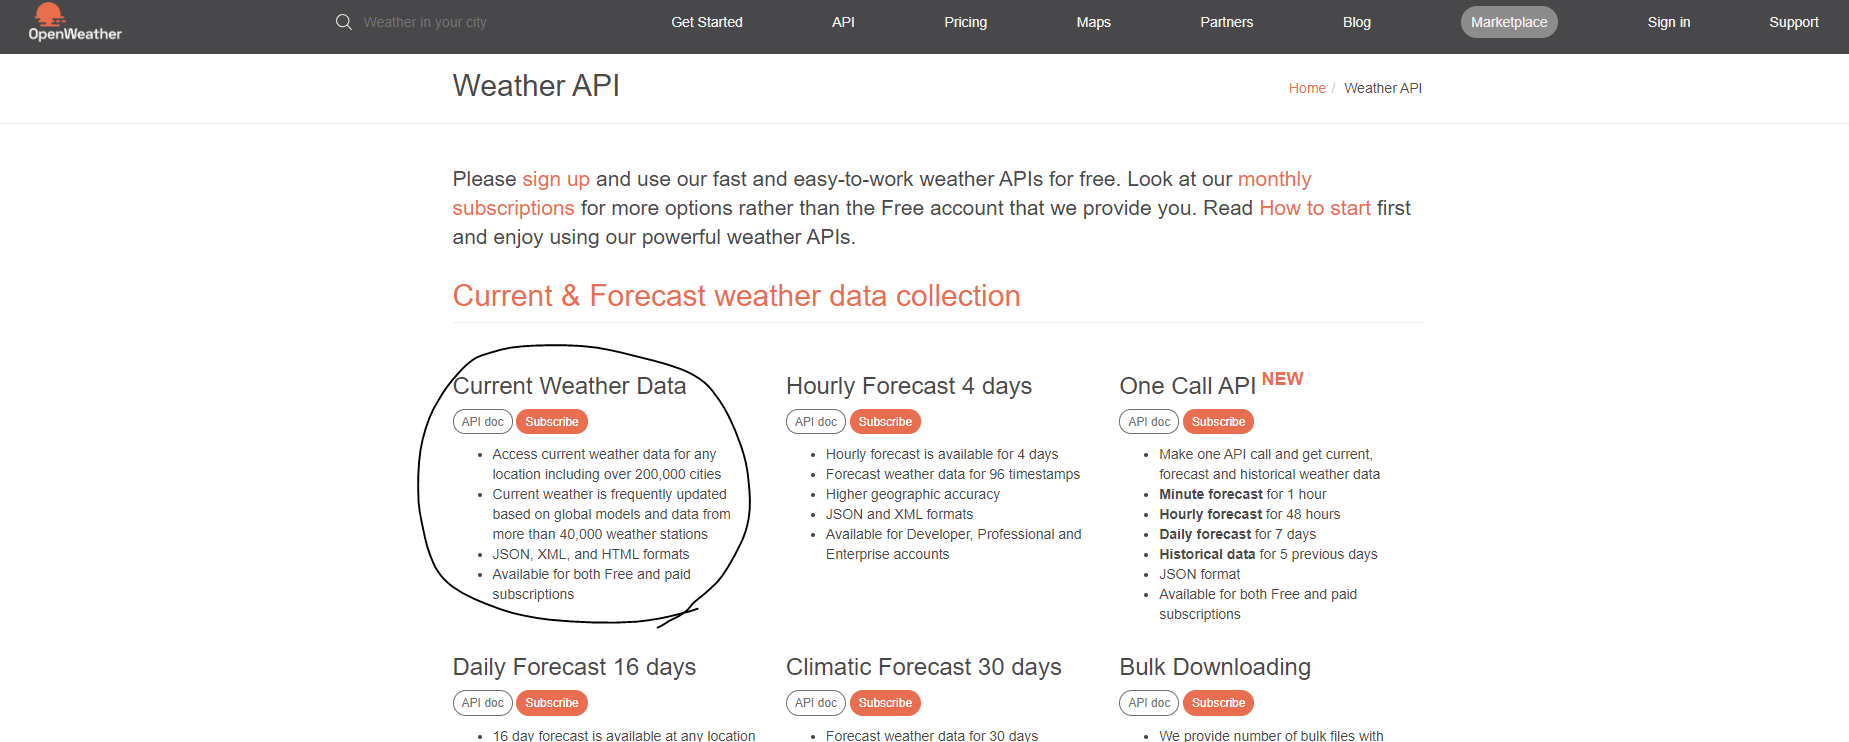 OpenWeather
Weather in your city
Get Started
API
Pricing
Maps
Partners
Blog
Marketplace
Sign in
Support
Weather API
Home / Weather API
Please sign up and use our fast and easy-to-work weather APIs for free. Look at our monthly
subscriptions for more options rather than the Free account that we provide you. Read How to start first
and enjoy using our powerful weather APIs.
Current & Forecast weather data collection
Current Weather Data
API doc
Subscribe
• Access current weather data for any
location including over 200,000 cities
• Current weather is frequently updated
based on global models and data from
more than 40,000 weather stations
• JSON, XML, and HTML formats
• Available for both Free and paid
subscriptions
Hourly Forecast 4 days
API doc
Subscribe
• Hourly forecast is available for 4 days
• Forecast weather data for 96 timestamps
• Higher geographic accuracy
• JSON and XML formats
• Available for Developer, Professional and
Enterprise accounts
One Call API NEW
API doc
Subscribe
• Make one API call and get current,
forecast and historical weather data
• Minute forecast for 1 hour
• Hourly forecast for 48 hours
• Daily forecast for 7 days
• Historical data for 5 previous days
• JSON format
• Available for both Free and paid
subscriptions
Daily Forecast 16 days
API doc
Subscribe
• 16 day forecast is available at any location
Climatic Forecast 30 days
API doc
Subscribe
• Forecast weather data for 30 days
Bulk Downloading
API doc
Subscribe
• We provide number of bulk files with